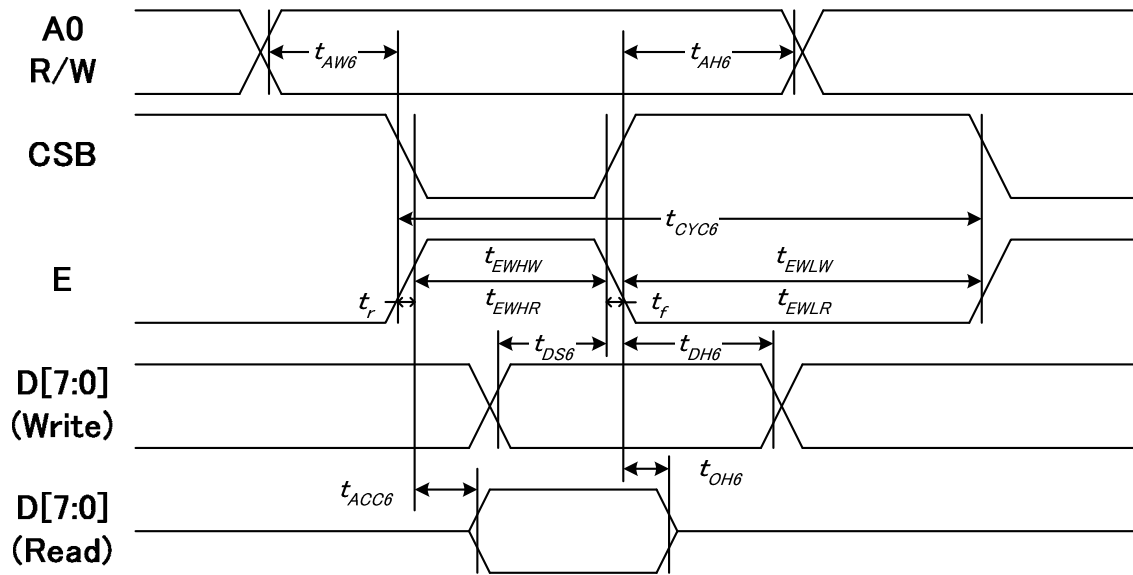 A0
R/W
t_AW6
t_AH6
CSB
t_CYC6
E
t_EWHW
t_EWLW
t_r
t_EWHR
t_f
t_EWLR
t_DS6
t_DH6
D[7:0]
(Write)
t_ACC6
t_OH6
D[7:0]
(Read)